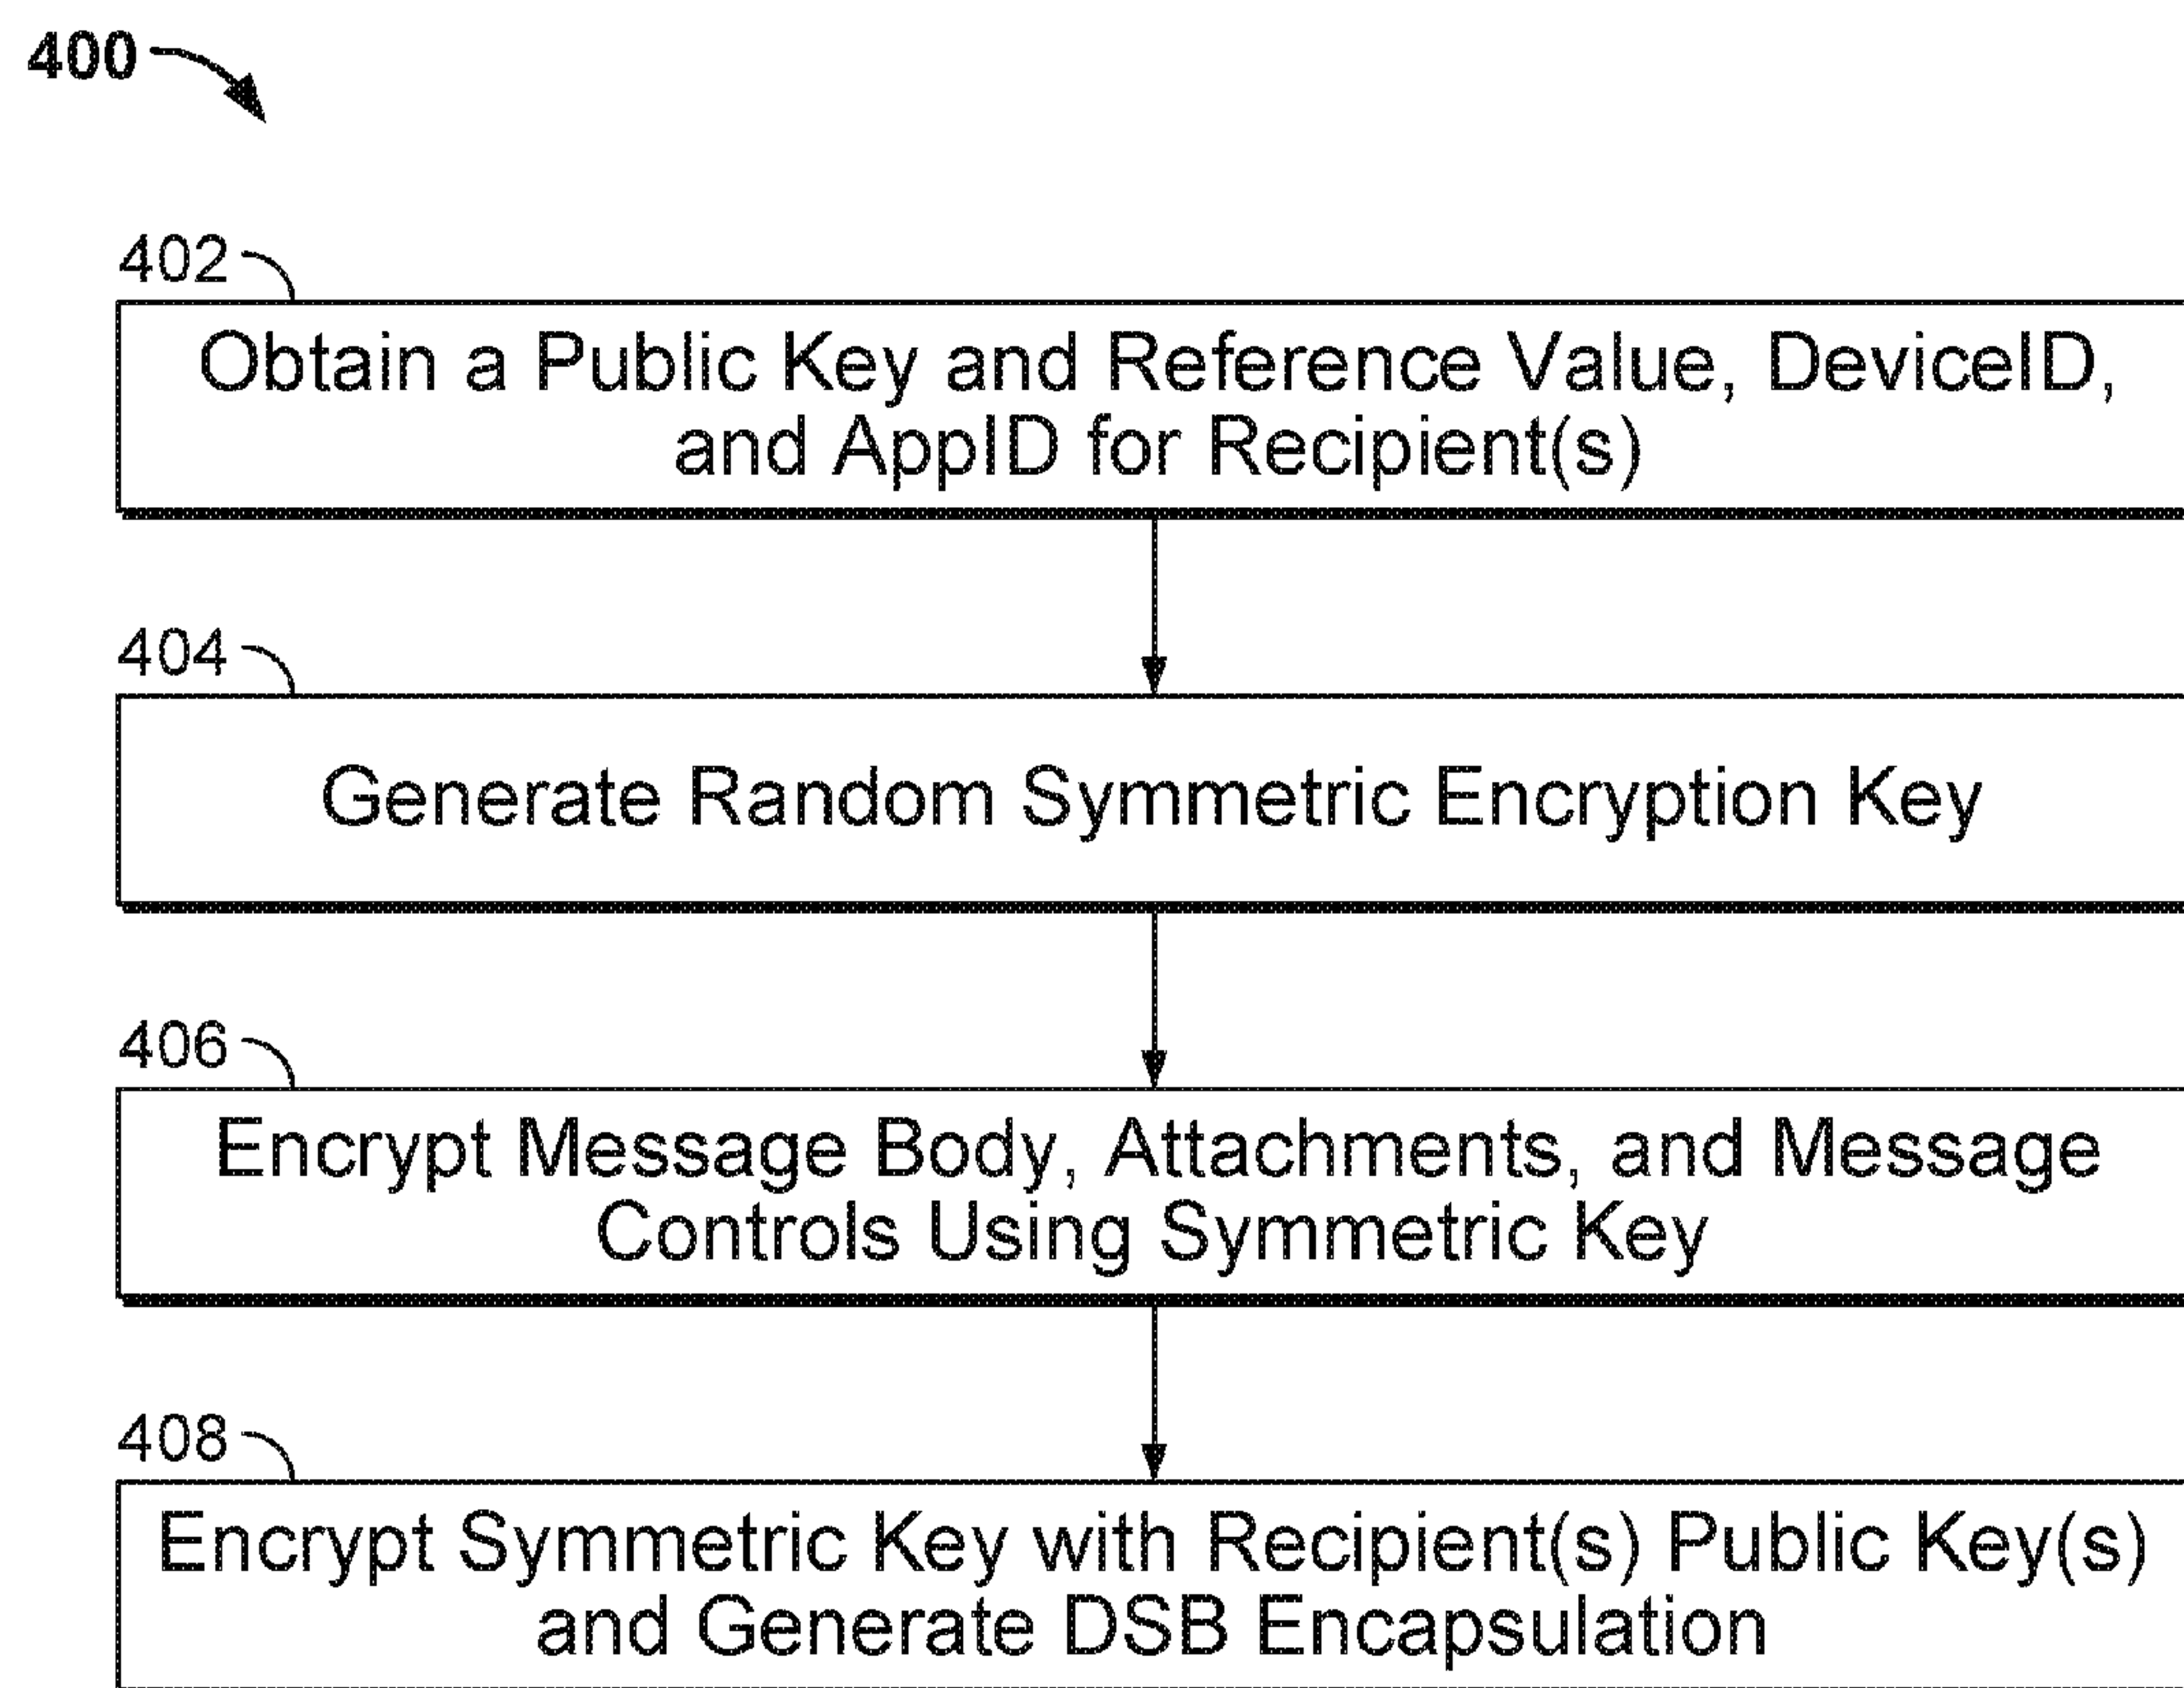 400
402
Obtain a Public Key and Reference Value, DeviceID,
and AppID for Recipient(s)
404
Generate Random Symmetric Encryption Key
406
Encrypt Message Body, Attachments, and Message
Controls Using Symmetric Key
408
Encrypt Symmetric Key with Recipient(s) Public Key(s)
and Generate DSB Encapsulation